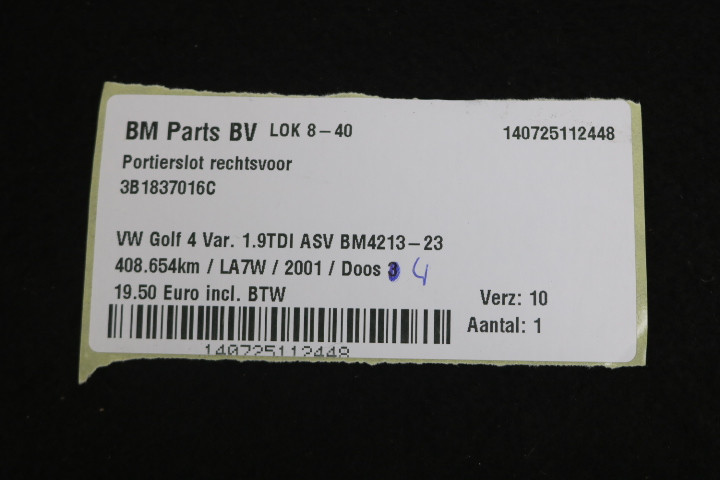 BM Parts BV LOK 8-40 140725112448
Portierslot rechtsvoor
3B1837016C
VW Golf 4 Var. 1.9TDI ASV BM4213-23
408.654km / LA7W / 2001 / Doos 3 4
19.50 Euro incl. BTW Verz: 10
Aantal: 1
140725112448